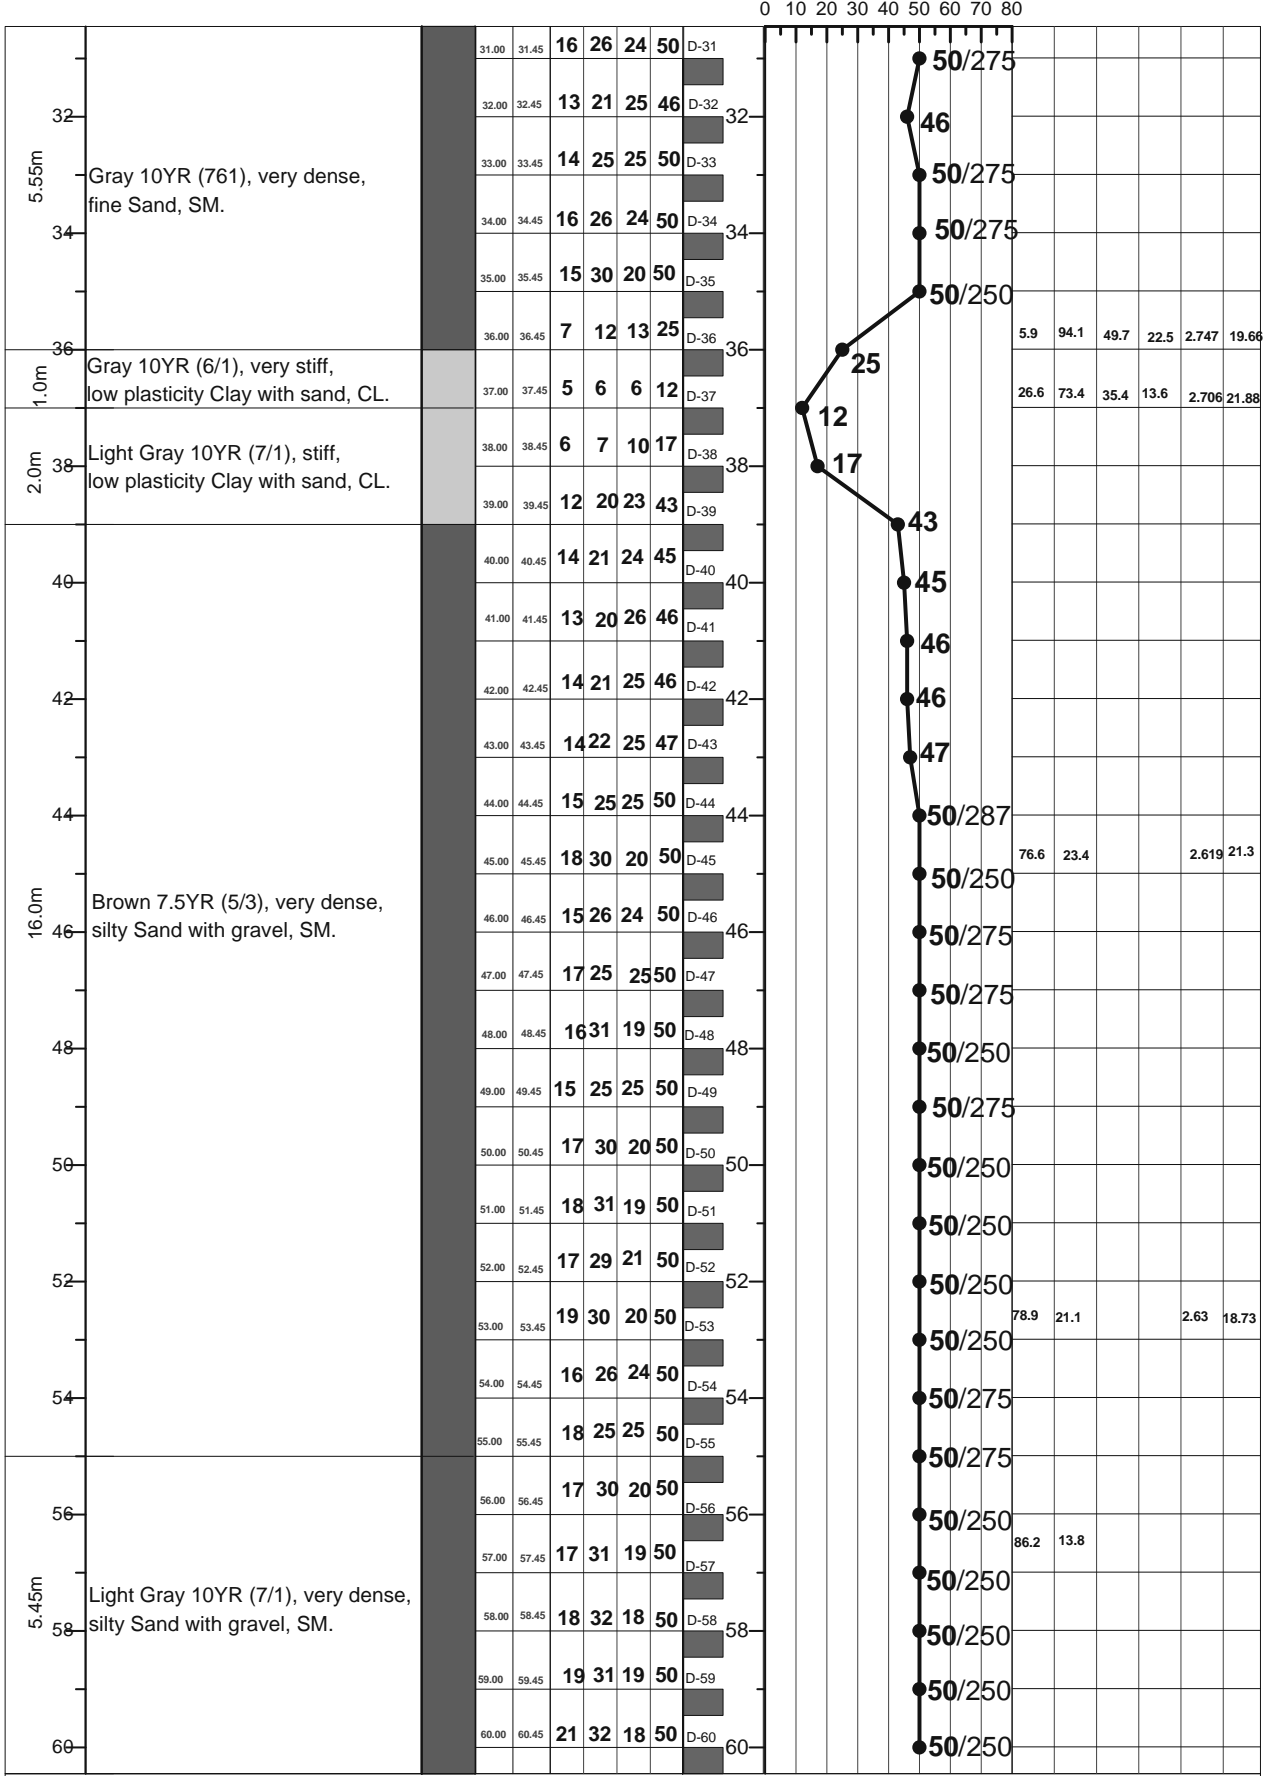 0 10 20 30 40 50 60 70 80
31.00 31.45 16 26 24 50 D-31 50/275
32 32.00 32.45 13 21 25 46 D-32 32 46
5.55m
Gray 10YR (761), very dense,
fine Sand, SM.
33.00 33.45 14 25 25 50 D-33 50/275
34 34.00 34.45 16 26 24 50 D-34 34 50/275
35.00 35.45 15 30 20 50 D-35 50/250
36 36.00 36.45 7 12 13 25 D-36 36 25 5.9 94.1 49.7 22.5 2.747 19.66
1.0m
Gray 10YR (6/1), very stiff,
low plasticity Clay with sand, CL.
37.00 37.45 5 6 6 12 D-37 12 26.6 73.4 35.4 13.6 2.706 21.88
2.0m
Light Gray 10YR (7/1), stiff,
low plasticity Clay with sand, CL.
38 38.00 38.45 6 7 10 17 D-38 38 17
39.00 39.45 12 20 23 43 D-39 43
40 40.00 40.45 14 21 24 45 D-40 40 45
41.00 41.45 13 20 26 46 D-41 46
42 42.00 42.45 14 21 25 46 D-42 42 46
43.00 43.45 14 22 25 47 D-43 47
44 44.00 44.45 15 25 25 50 D-44 44 50/287
45.00 45.45 18 30 20 50 D-45 50/250 76.6 23.4 2.619 21.3
16.0m
Brown 7.5YR (5/3), very dense,
silty Sand with gravel, SM.
46 46.00 46.45 15 26 24 50 D-46 46 50/275
47.00 47.45 17 25 25 50 D-47 50/275
48 48.00 48.45 16 31 19 50 D-48 48 50/250
49.00 49.45 15 25 25 50 D-49 50/275
50 50.00 50.45 17 30 20 50 D-50 50 50/250
51.00 51.45 18 31 19 50 D-51 50/250
52 52.00 52.45 17 29 21 50 D-52 52 50/250
53.00 53.45 19 30 20 50 D-53 50/250 78.9 21.1 2.63 18.73
54 54.00 54.45 16 26 24 50 D-54 54 50/275
55.00 55.45 18 25 25 50 D-55 50/275
56 56.00 56.45 17 30 20 50 D-56 56 50/250
57.00 57.45 17 31 19 50 D-57 50/250 86.2 13.8
5.45m
Light Gray 10YR (7/1), very dense,
silty Sand with gravel, SM.
58 58.00 58.45 18 32 18 50 D-58 58 50/250
59.00 59.45 19 31 19 50 D-59 50/250
60 60.00 60.45 21 32 18 50 D-60 60 50/250